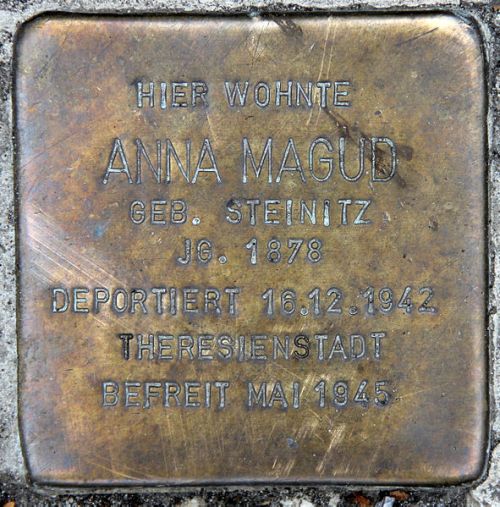 HIER WOHNTE
ANNA MAGUD
GEB. STEINITZ
JG. 1878
DEPORTIERT 16.12.1942
THERESIENSTADT
BEFREIT MAI 1945